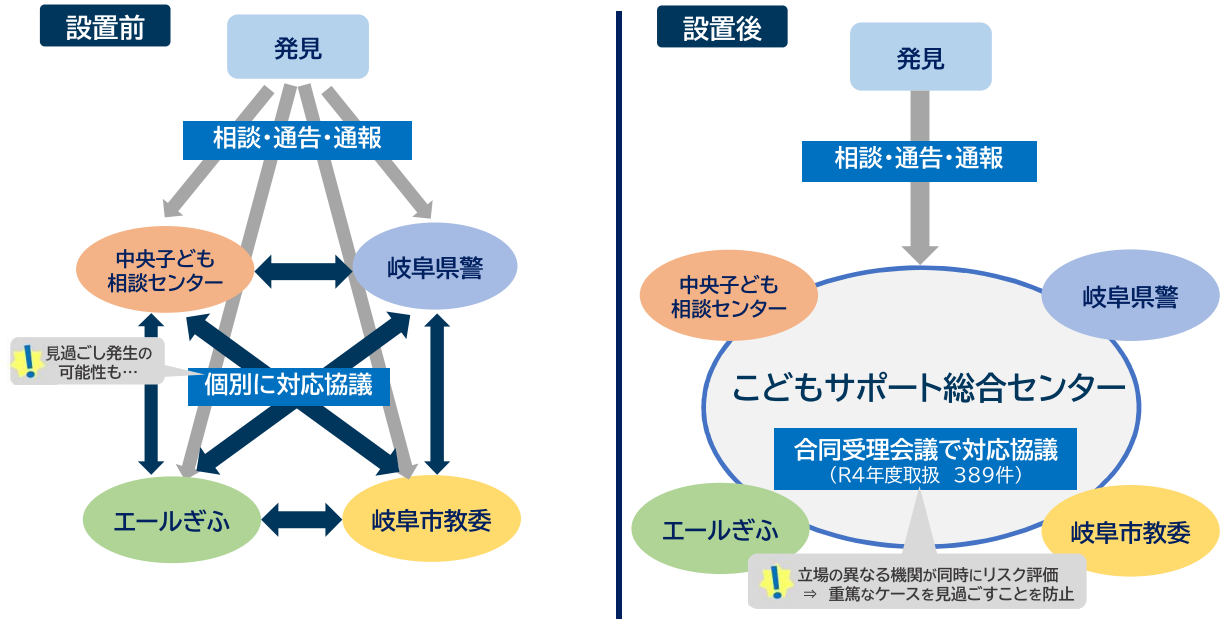 設置前
発見
相談・通告・通報
中央子ども
相談センター
岐阜県警
見過ごし発生の
可能性も…
個別に対応協議
エールぎふ
岐阜市教委
設置後
発見
相談・通告・通報
中央子ども
相談センター
岐阜県警
こどもサポート総合センター
合同受理会議で対応協議
（R4年度取扱　389件）
エールぎふ
岐阜市教委
立場の異なる機関が同時にリスク評価
⇒ 重篤なケースを見過ごすことを防止